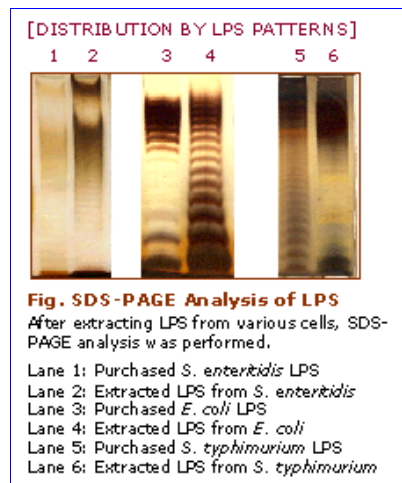 [DISTRIBUTION BY LPS PATTERNS]
1 2 3 4 5 6
Fig. SDS-PAGE Analysis of LPS
After extracting LPS from various cells, SDS-
PAGE analysis was performed.
Lane 1: Purchased S. enteritidis LPS
Lane 2: Extracted LPS from S. enteritidis
Lane 3: Purchased E. coli LPS
Lane 4: Extracted LPS from E. coli
Lane 5: Purchased S. typhimurium LPS
Lane 6: Extracted LPS from S. typhimurium